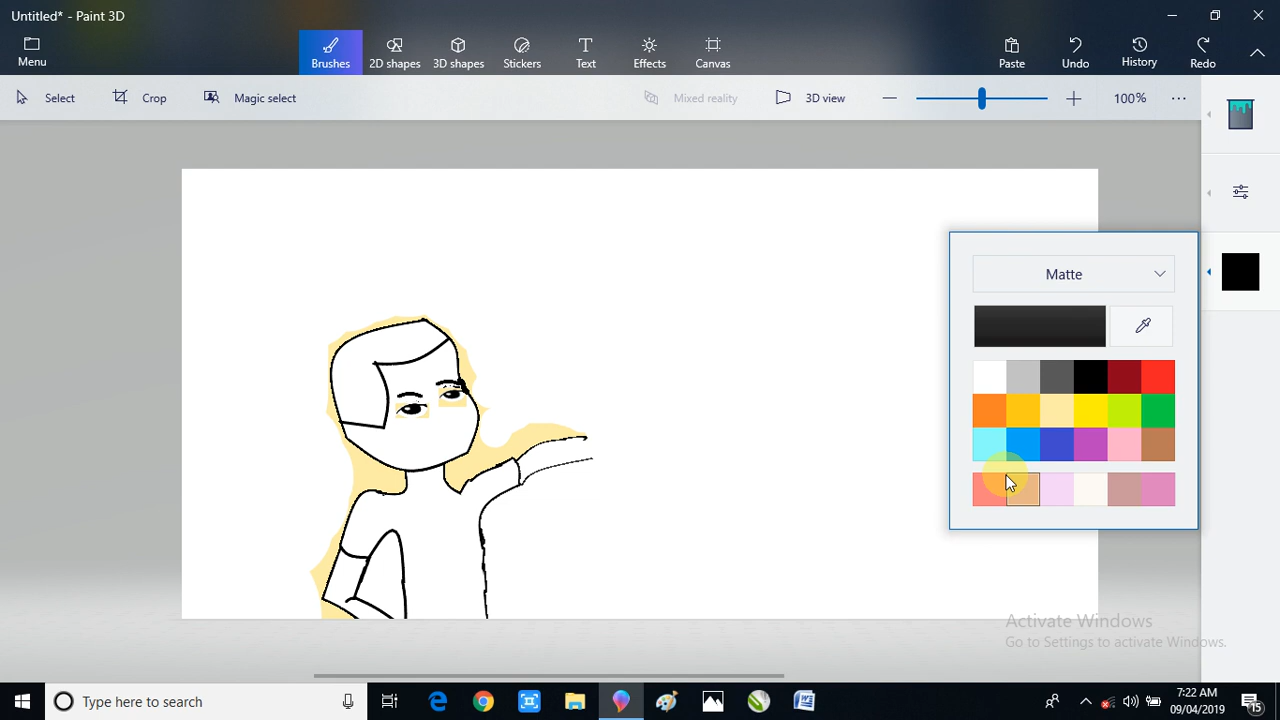 Untitled* - Paint 3D
Menu
Brushes
2D shapes
3D shapes
Stickers
Text
Effects
Canvas
Paste
Undo
History
Redo
Select
Crop
Magic select
Mixed reality
3D view
100%
Matte
Activate Windows
Go to Settings to activate Windows.
Type here to search
7:22 AM
09/04/2019
15